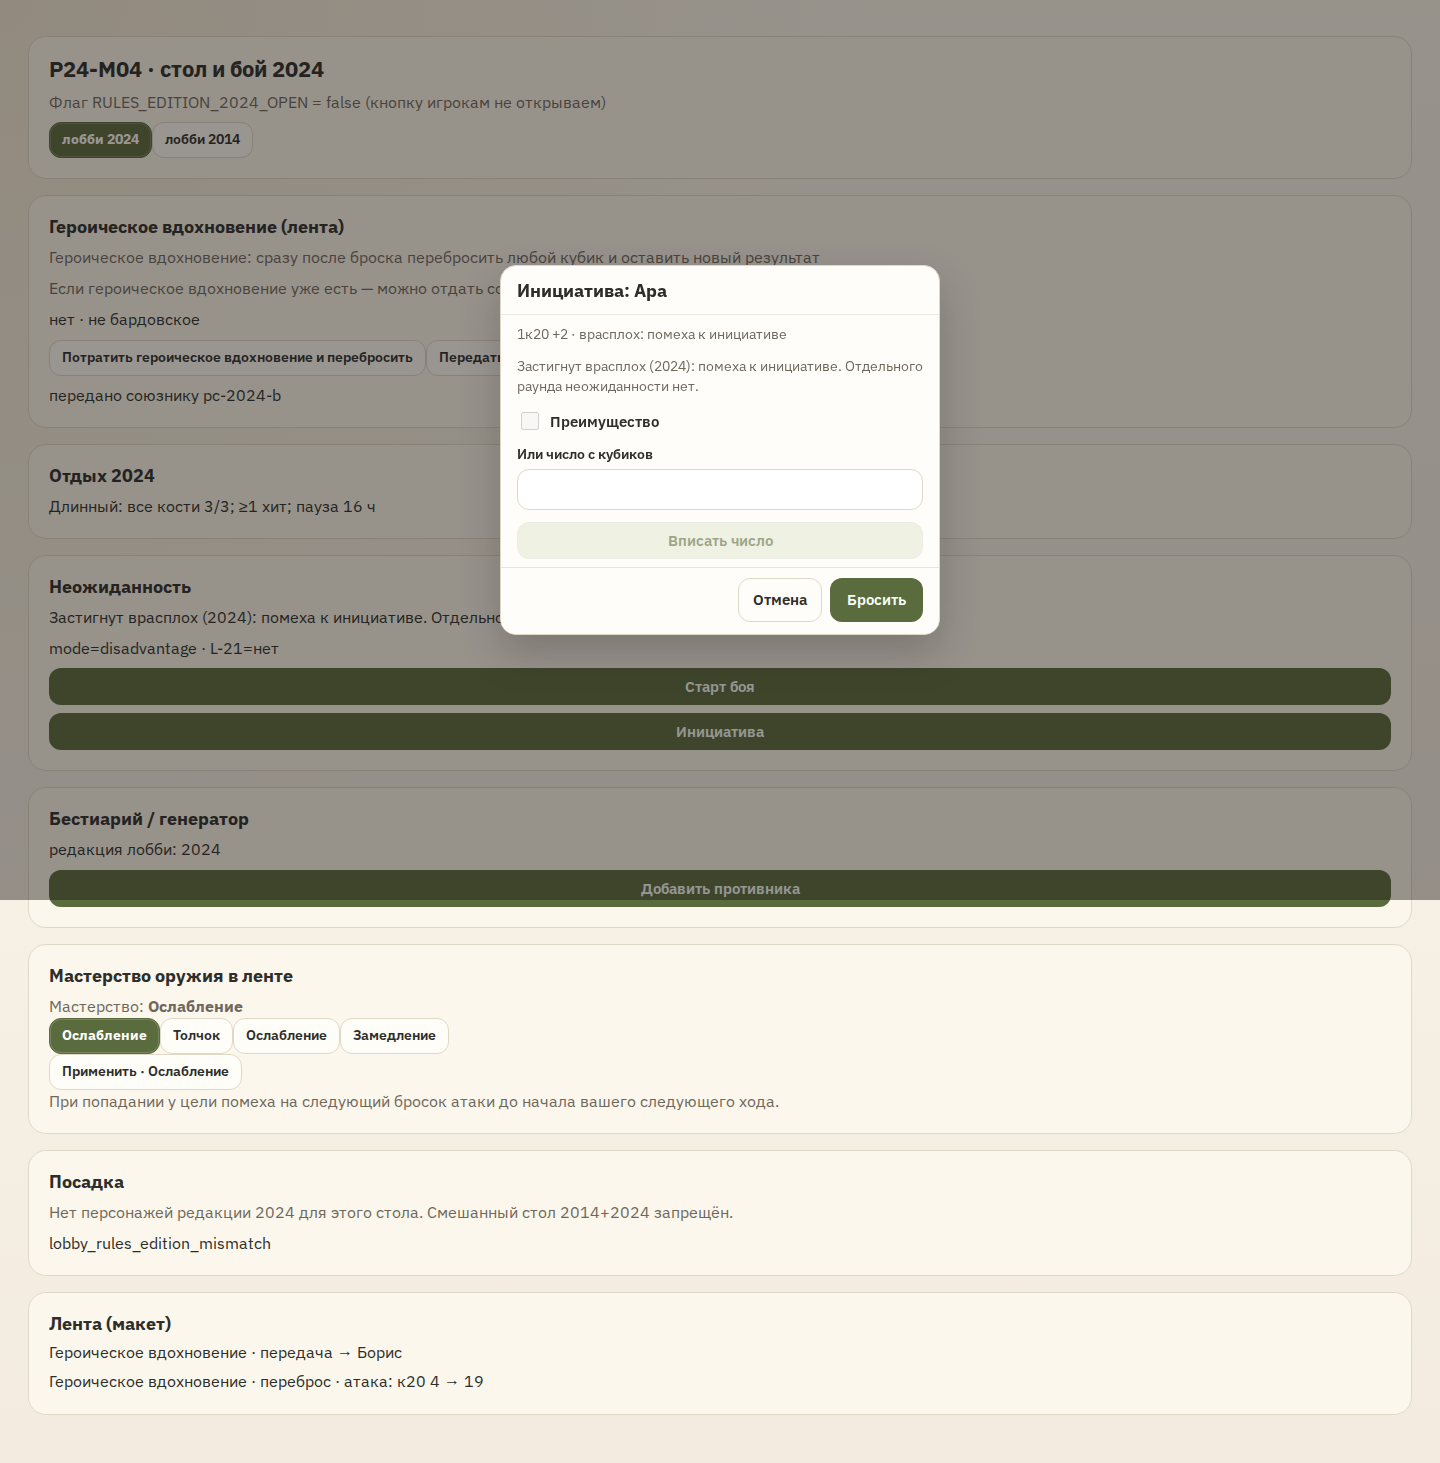 P24-M04 · стол и бой 2024
Флаг RULES_EDITION_2024_OPEN = false (кнопку игрокам не открываем)
лобби 2024 лобби 2014
Героическое вдохновение (лента)
Героическое вдохновение: сразу после броска перебросить любой кубик и оставить новый результат
Если героическое вдохновение уже есть — можно отдать
нет · не бардовское
Потратить героическое вдохновение и перебросить
передано союзнику pc-2024-b
Инициатива: Ара
1к20 +2 · врасплох: помеха к инициативе
Застигнут врасплох (2024): помеха к инициативе. Отдельного
раунда неожиданности нет.
Преимущество
Или число с кубиков
Вписать число
Отмена Бросить
Отдых 2024
Длинный: все кости 3/3; ≥1 хит; пауза 16 ч
Неожиданность
Застигнут врасплох (2024): помеха к инициативе.
mode=disadvantage · L-21=нет
Старт боя
Инициатива
Бестиарий / генератор
редакция лобби: 2024
Добавить противника
Мастерство оружия в ленте
Мастерство: Ослабление
Ослабление Толчок Ослабление Замедление
Применить · Ослабление
При попадании у цели помеха на следующий бросок атаки до начала вашего следующего хода.
Посадка
Нет персонажей редакции 2024 для этого стола. Смешанный стол 2014+2024 запрещён.
lobby_rules_edition_mismatch
Лента (макет)
Героическое вдохновение · передача → Борис
Героическое вдохновение · переброс · атака: к20 4 → 19